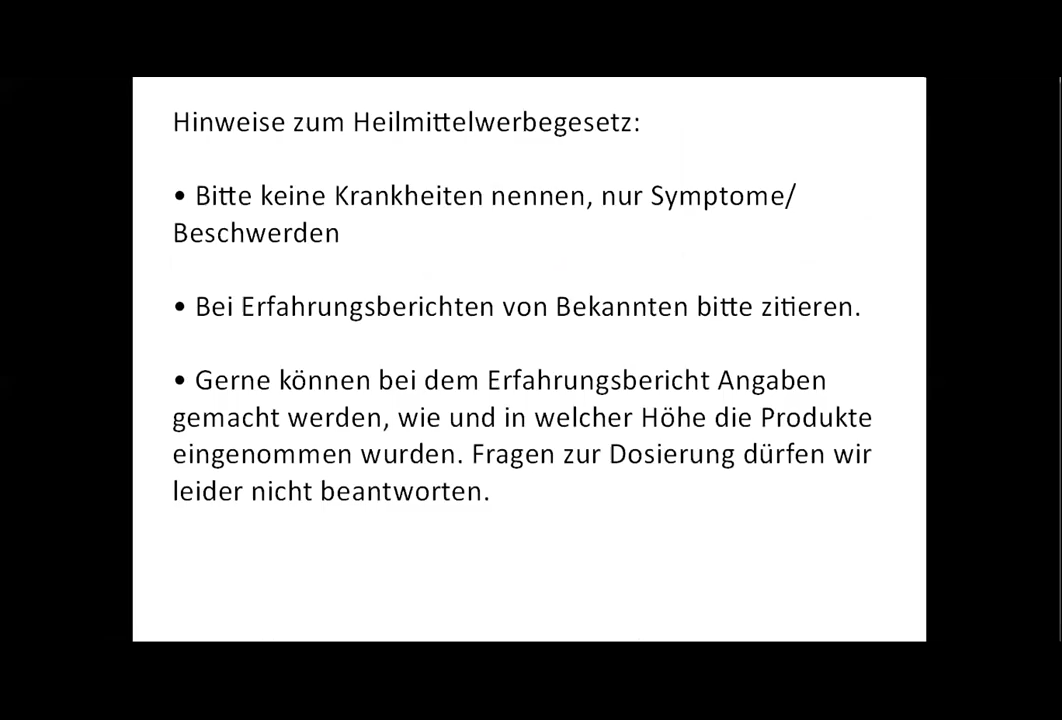 Hinweise zum Heilmittelwerbegesetz:
• Bitte keine Krankheiten nennen, nur Symptome/
Beschwerden
• Bei Erfahrungsberichten von Bekannten bitte zitieren.
• Gerne können bei dem Erfahrungsbericht Angaben
gemacht werden, wie und in welcher Höhe die Produkte
eingenommen wurden. Fragen zur Dosierung dürfen wir
leider nicht beantworten.